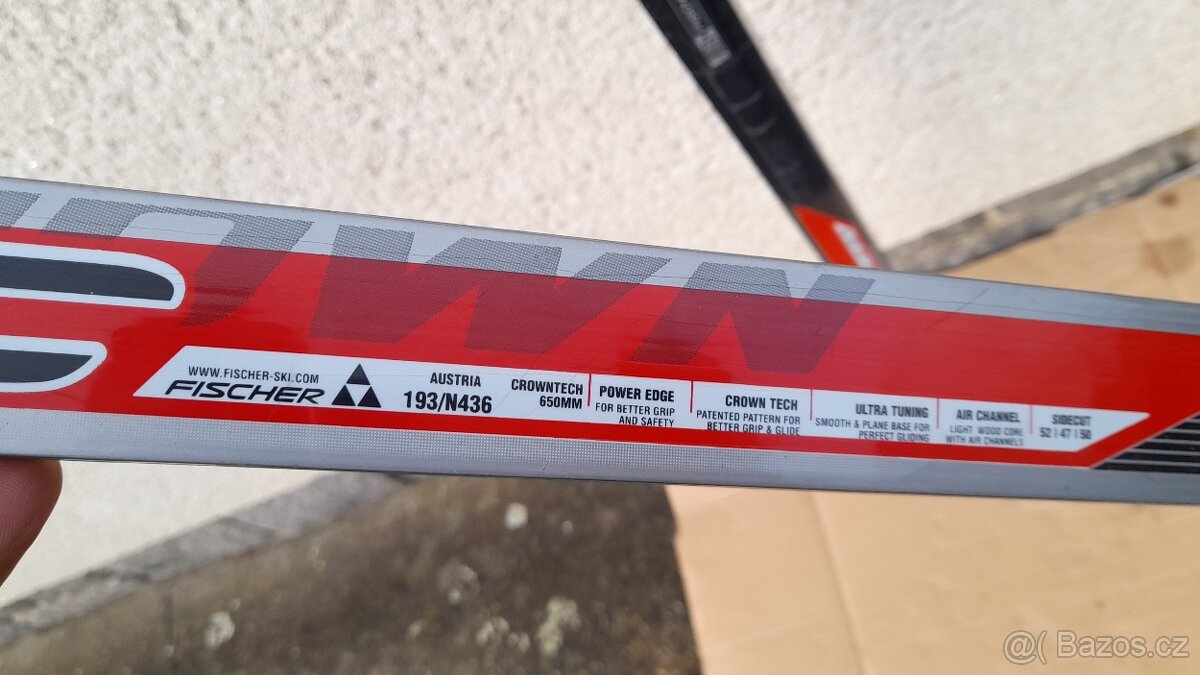 OWN
WWW.FISCHER-SKI.COM
FISCHER
AUSTRIA
193/N436
CROWNTECH
650MM
POWER EDGE
FOR BETTER GRIP
AND SAFETY
CROWN TECH
PATENTED PATTERN FOR
BETTER GRIP & GLIDE
ULTRA TUNING
SMOOTH & PLANE BASE FOR
PERFECT GLIDING
AIR CHANNEL
LIGHT WOOD CORE
WITH AIR CHANNELS
SIDECUT
52 | 47 | 50
@( Bazos.cz